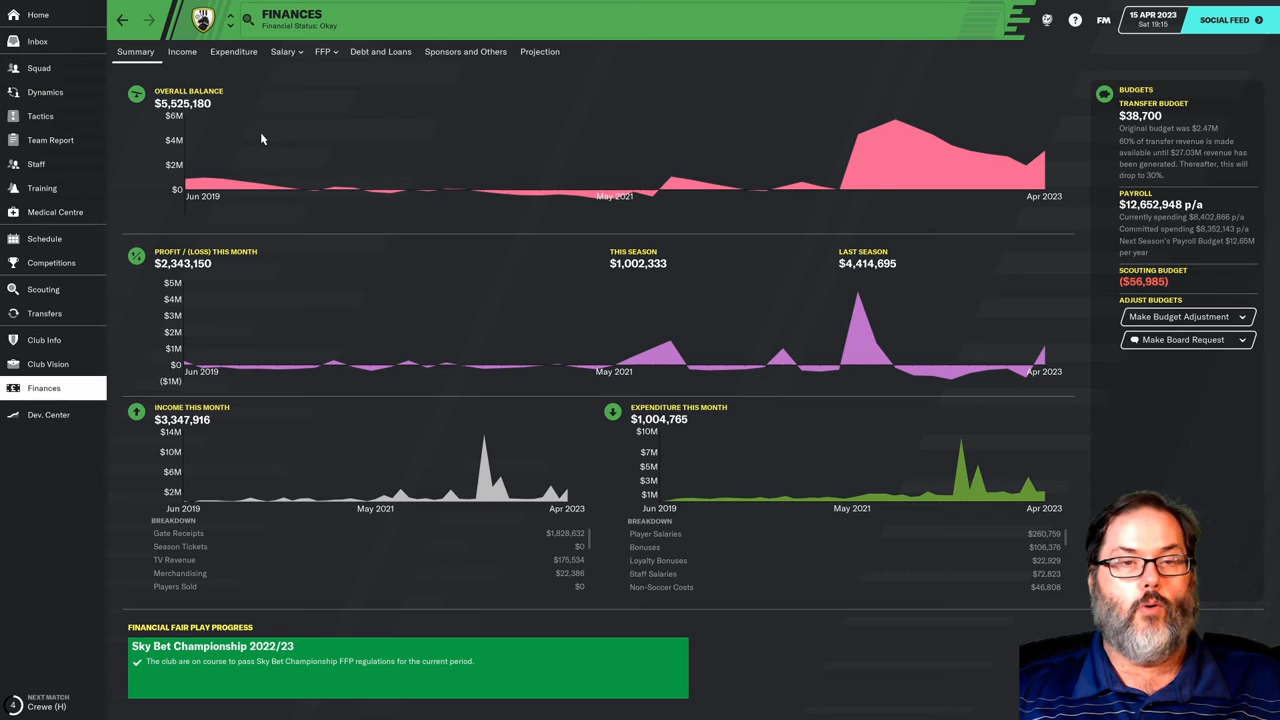 Home
Inbox
Squad
Dynamics
Tactics
Team Report
Staff
Training
Medical Centre
Schedule
Competitions
Scouting
Transfers
Club Info
Club Vision
Finances
Dev. Center
4
NEXT MATCH
Crewe (H)
FINANCES
Financial Status: Okay
?
FM
15 APR 2023
Sat 19:15
SOCIAL FEED
Summary
Income
Expenditure
Salary
FFP
Debt and Loans
Sponsors and Others
Projection
OVERALL BALANCE
$5,525,180
$6M
$4M
$2M
$0
Jun 2019
May 2021
Apr 2023
PROFIT / (LOSS) THIS MONTH
$2,343,150
THIS SEASON
$1,002,333
LAST SEASON
$4,414,695
$5M
$4M
$3M
$2M
$1M
$0
($1M)
Jun 2019
May 2021
Apr 2023
INCOME THIS MONTH
$3,347,916
$14M
$10M
$6M
$2M
Jun 2019
May 2021
Apr 2023
BREAKDOWN
Gate Receipts $1,828,632
Season Tickets $0
TV Revenue $175,534
Merchandising $22,386
Players Sold $0
EXPENDITURE THIS MONTH
$1,004,765
$10M
$7M
$5M
$3M
$1M
Jun 2019
May 2021
Apr 2023
BREAKDOWN
Player Salaries $260,759
Bonuses $106,376
Loyalty Bonuses $22,929
Staff Salaries $72,823
Non-Soccer Costs $46,808
FINANCIAL FAIR PLAY PROGRESS
Sky Bet Championship 2022/23
The club are on course to pass Sky Bet Championship FFP regulations for the current period.
BUDGETS
TRANSFER BUDGET
$38,700
Original budget was $2.47M
60% of transfer revenue is made
available until $27.03M revenue has
been generated. Thereafter, this will
drop to 30%.
PAYROLL
$12,652,948 p/a
Currently spending $8,402,866 p/a
Committed spending $8,352,143 p/a
Next Season's Payroll Budget $12.65M
per year
SCOUTING BUDGET
($56,985)
ADJUST BUDGETS
Make Budget Adjustment
Make Board Request